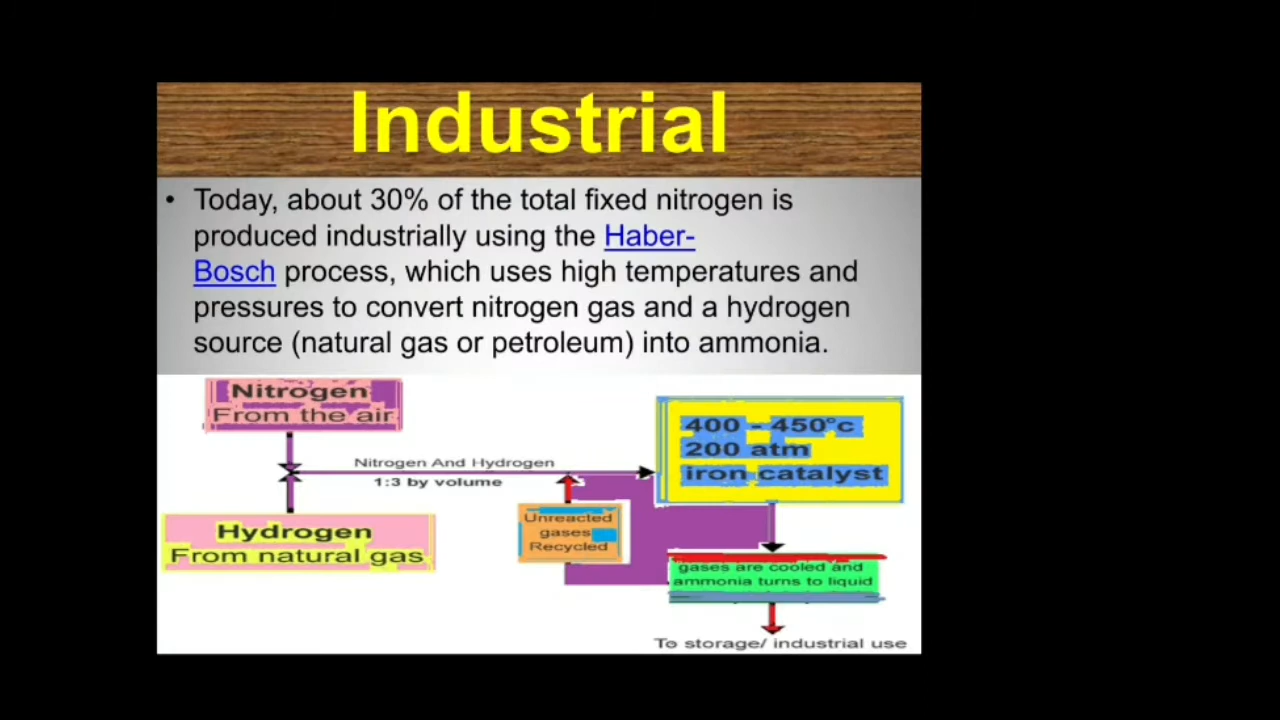 Industrial
• Today, about 30% of the total fixed nitrogen is
produced industrially using the Haber-
Bosch process, which uses high temperatures and
pressures to convert nitrogen gas and a hydrogen
source (natural gas or petroleum) into ammonia.
Nitrogen
From the air
400 - 450°c
200 atm
iron catalyst
Nitrogen And Hydrogen
1:3 by volume
Hydrogen
From natural gas
Unreacted
gases
Recycled
gases are cooled and
ammonia turns to liquid
To storage/ industrial use